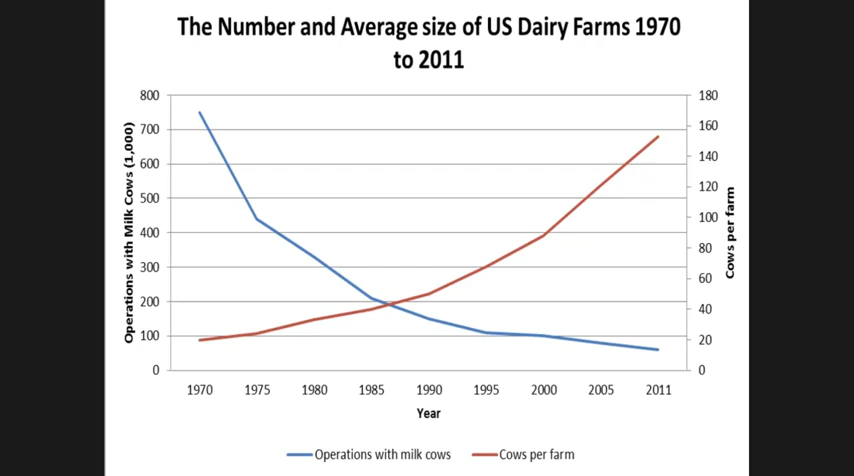 The Number and Average size of US Dairy Farms 1970
to 2011
Operations with Milk Cows (1,000)
800
700
600
500
400
300
200
100
0
180
160
140
120
100
80
60
40
20
0
Cows per farm
1970 1975 1980 1985 1990 1995 2000 2005 2011
Year
Operations with milk cows Cows per farm